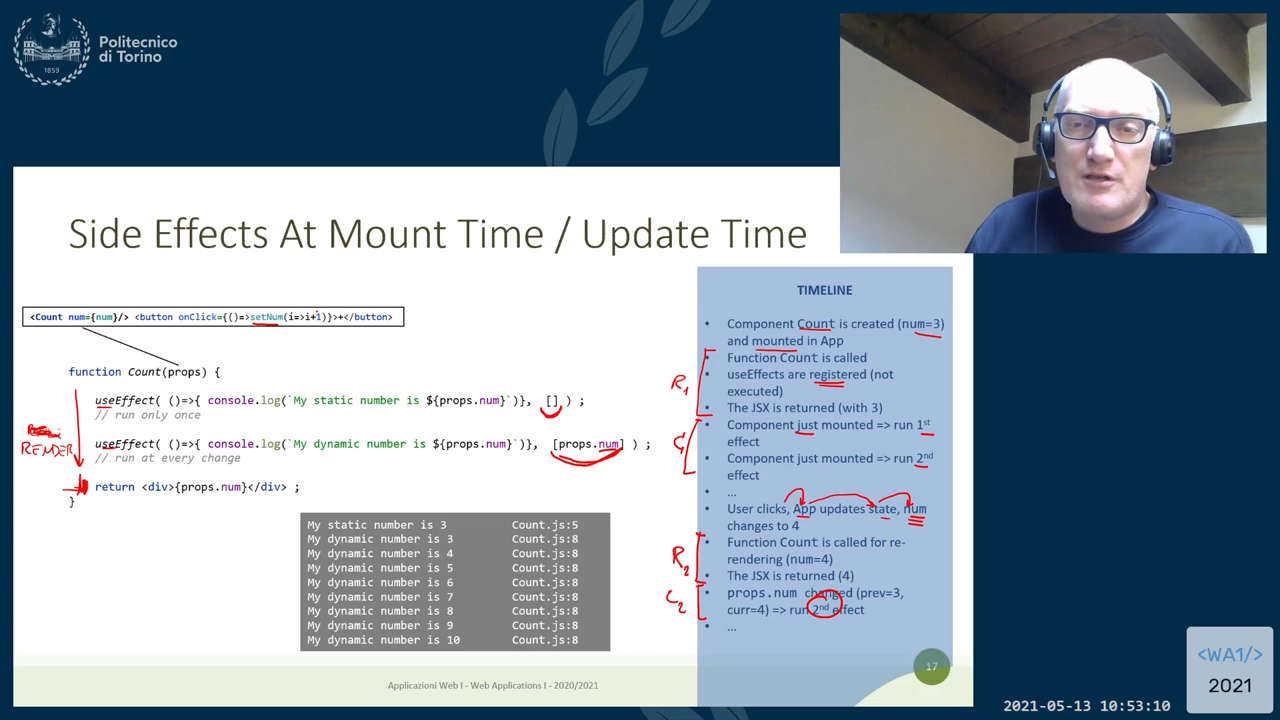 Politecnico
di Torino
1859
Side Effects At Mount Time / Update Time
<Count num={num}/> <button onClick={()=>setNum(i=>i+1)}>+</button>
function Count(props) {
useEffect( ()=>{ console.log(`My static number is ${props.num}`)}, [] ) ;
// run only once
useEffect( ()=>{ console.log(`My dynamic number is ${props.num}`)}, [props.num] ) ;
// run at every change
RENDER
return <div>{props.num}</div> ;
}
My static number is 3 Count.js:5
My dynamic number is 3 Count.js:8
My dynamic number is 4 Count.js:8
My dynamic number is 5 Count.js:8
My dynamic number is 6 Count.js:8
My dynamic number is 7 Count.js:8
My dynamic number is 8 Count.js:8
My dynamic number is 9 Count.js:8
My dynamic number is 10 Count.js:8
TIMELINE
• Component Count is created (num=3)
and mounted in App
• Function Count is called
R1
• useEffects are registered (not
executed)
• The JSX is returned (with 3)
• Component just mounted => run 1st
effect
C1
• Component just mounted => run 2nd
effect
• ...
• User clicks, App updates state, num
changes to 4
• Function Count is called for re-
rendering (num=4)
R2
• The JSX is returned (4)
• props.num changed (prev=3,
C2
curr=4) => run 2nd effect
• ...
17
Applicazioni Web I - Web Applications I - 2020/2021
<WA1/>
2021
2021-05-13 10:53:10